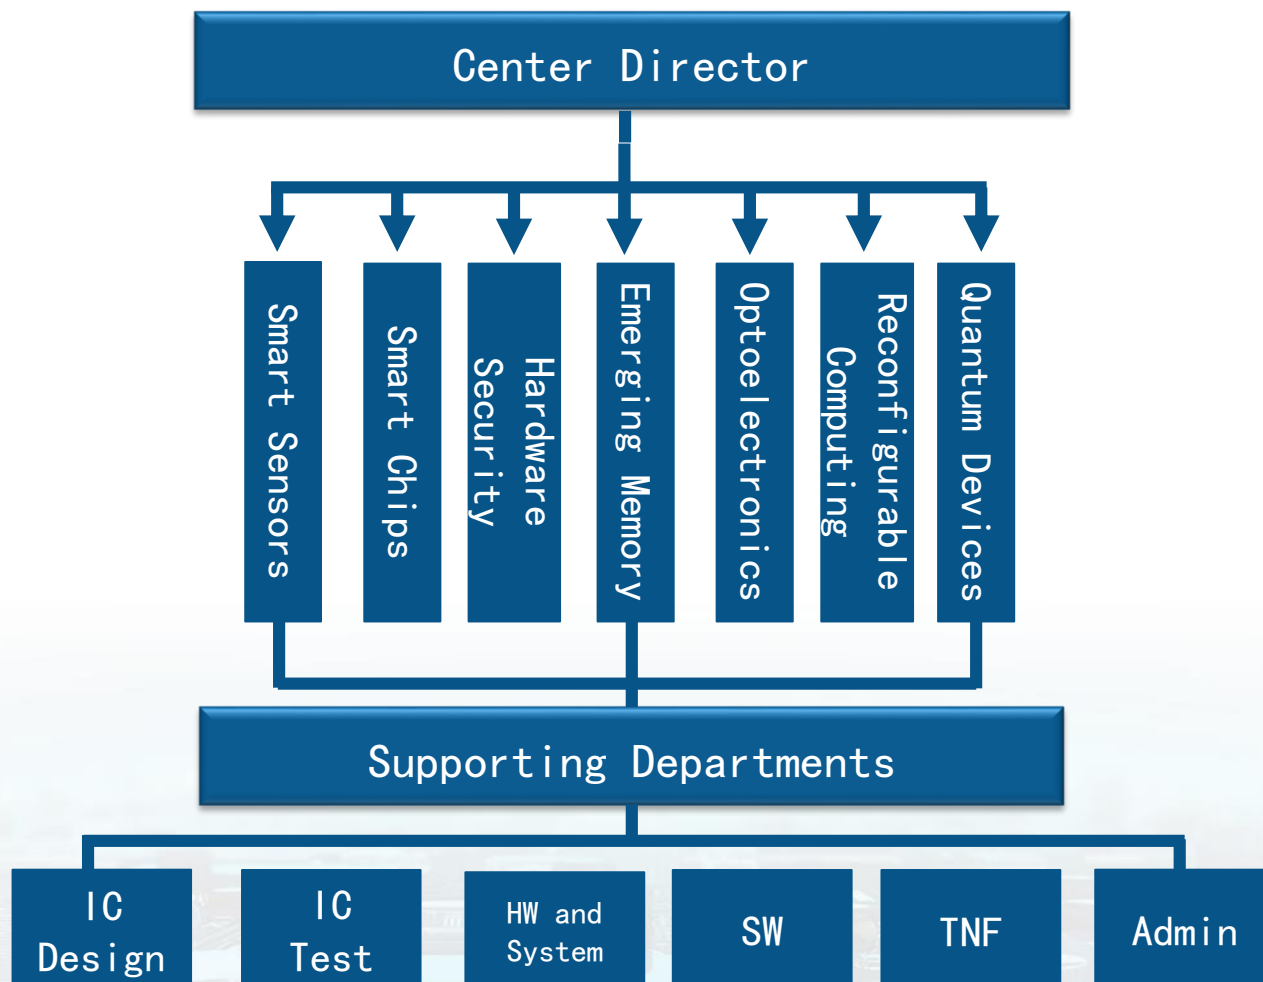 Center Director
Smart Sensors
Smart Chips
Hardware
Security
Emerging Memory
Optoelectronics
Reconfigurable
Computing
Quantum Devices
Supporting Departments
IC
Design
IC
Test
HW and
System
SW
TNF
Admin